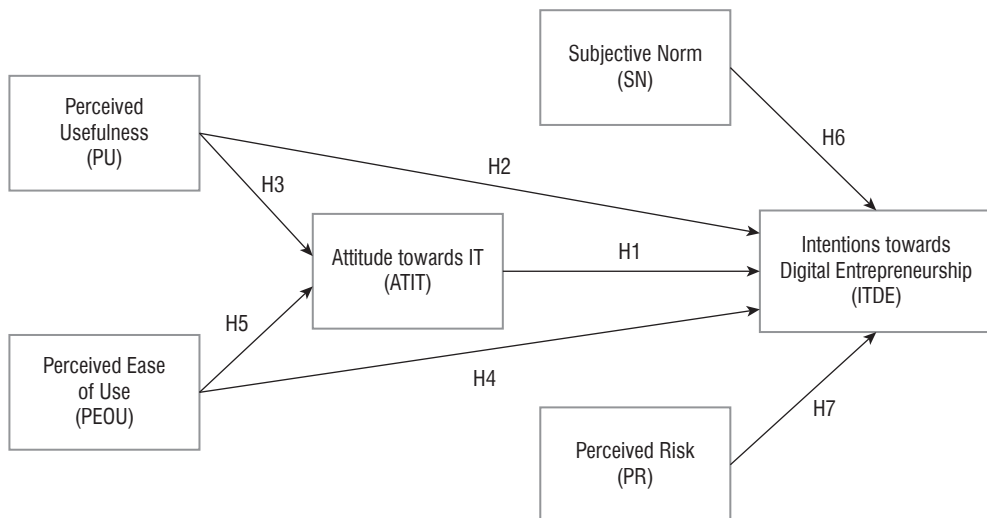 Subjective Norm
(SN)
Perceived
Usefulness
(PU)
H6
H2
H3
Attitude towards IT
(ATIT)
H1
Intentions towards
Digital Entrepreneurship
(ITDE)
H5
Perceived Ease
of Use
(PEOU)
H4
H7
Perceived Risk
(PR)